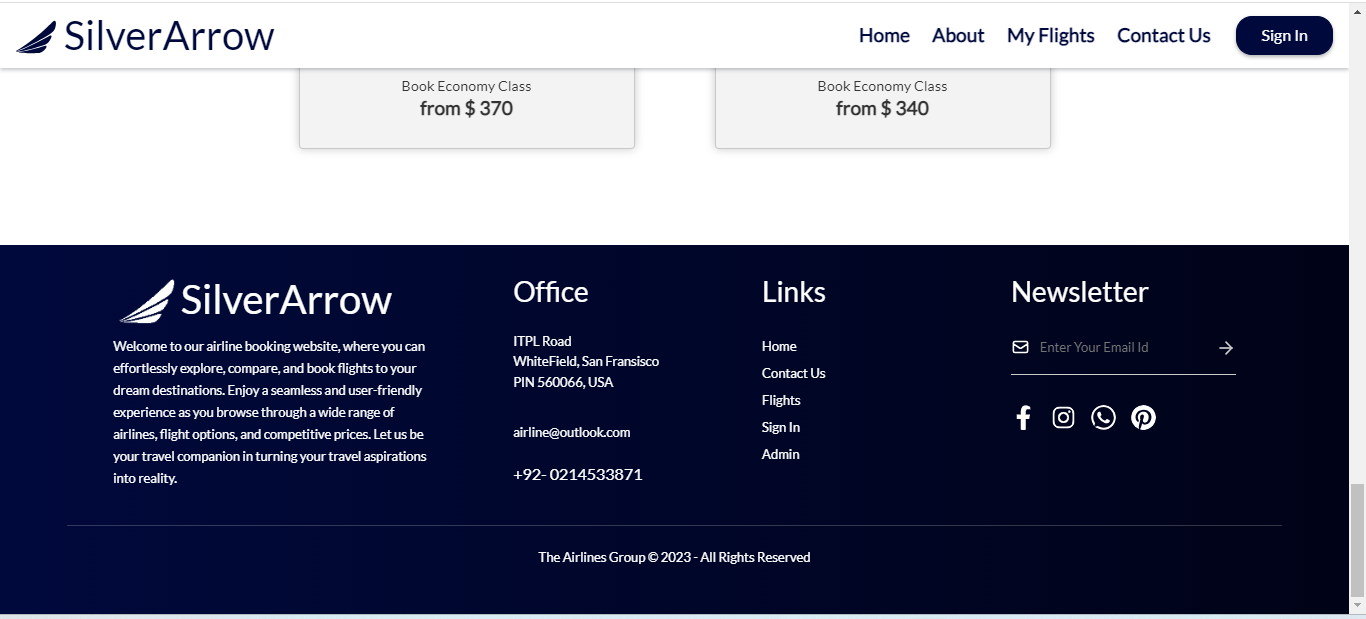 SilverArrow
Home About My Flights Contact Us Sign In
Book Economy Class
from $ 370
Book Economy Class
from $ 340
SilverArrow
Welcome to our airline booking website, where you can
effortlessly explore, compare, and book flights to your
dream destinations. Enjoy a seamless and user-friendly
experience as you browse through a wide range of
airlines, flight options, and competitive prices. Let us be
your travel companion in turning your travel aspirations
into reality.
Office
ITPL Road
WhiteField, San Fransisco
PIN 560066, USA
airline@outlook.com
+92- 0214533871
Links
Home
Contact Us
Flights
Sign In
Admin
Newsletter
Enter Your Email Id
The Airlines Group © 2023 - All Rights Reserved